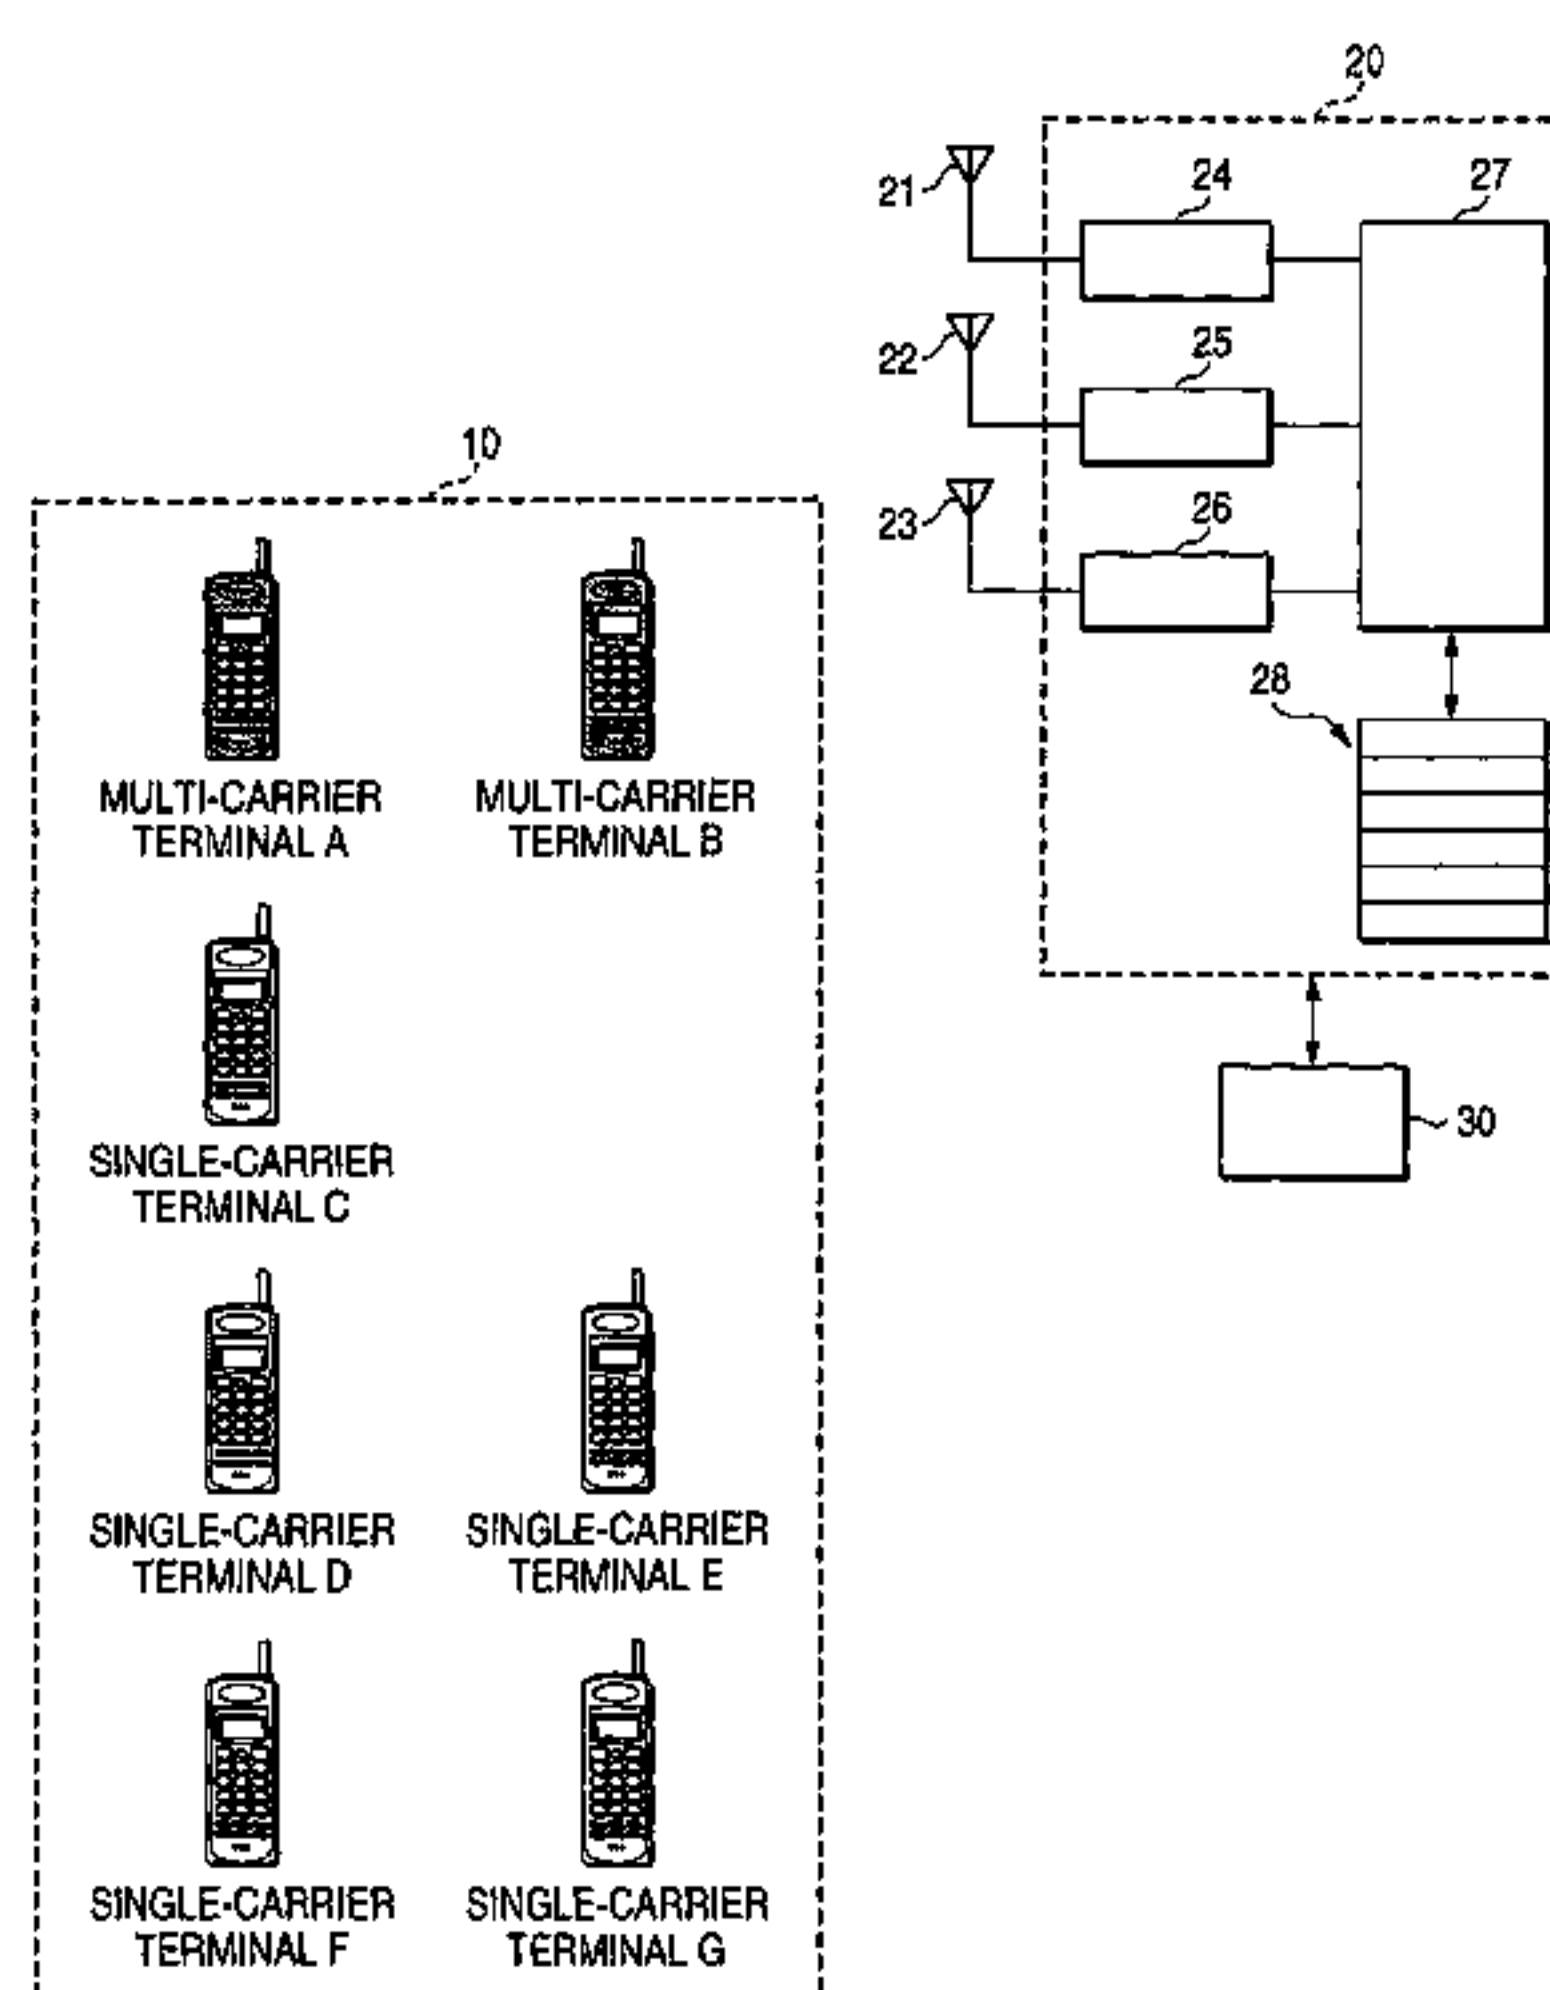 20
21
24
27
22
25
10
23
26
28
MULTI-CARRIER
TERMINAL A
MULTI-CARRIER
TERMINAL B
SINGLE-CARRIER
TERMINAL C
30
SINGLE-CARRIER
TERMINAL D
SINGLE-CARRIER
TERMINAL E
SINGLE-CARRIER
TERMINAL F
SINGLE-CARRIER
TERMINAL G